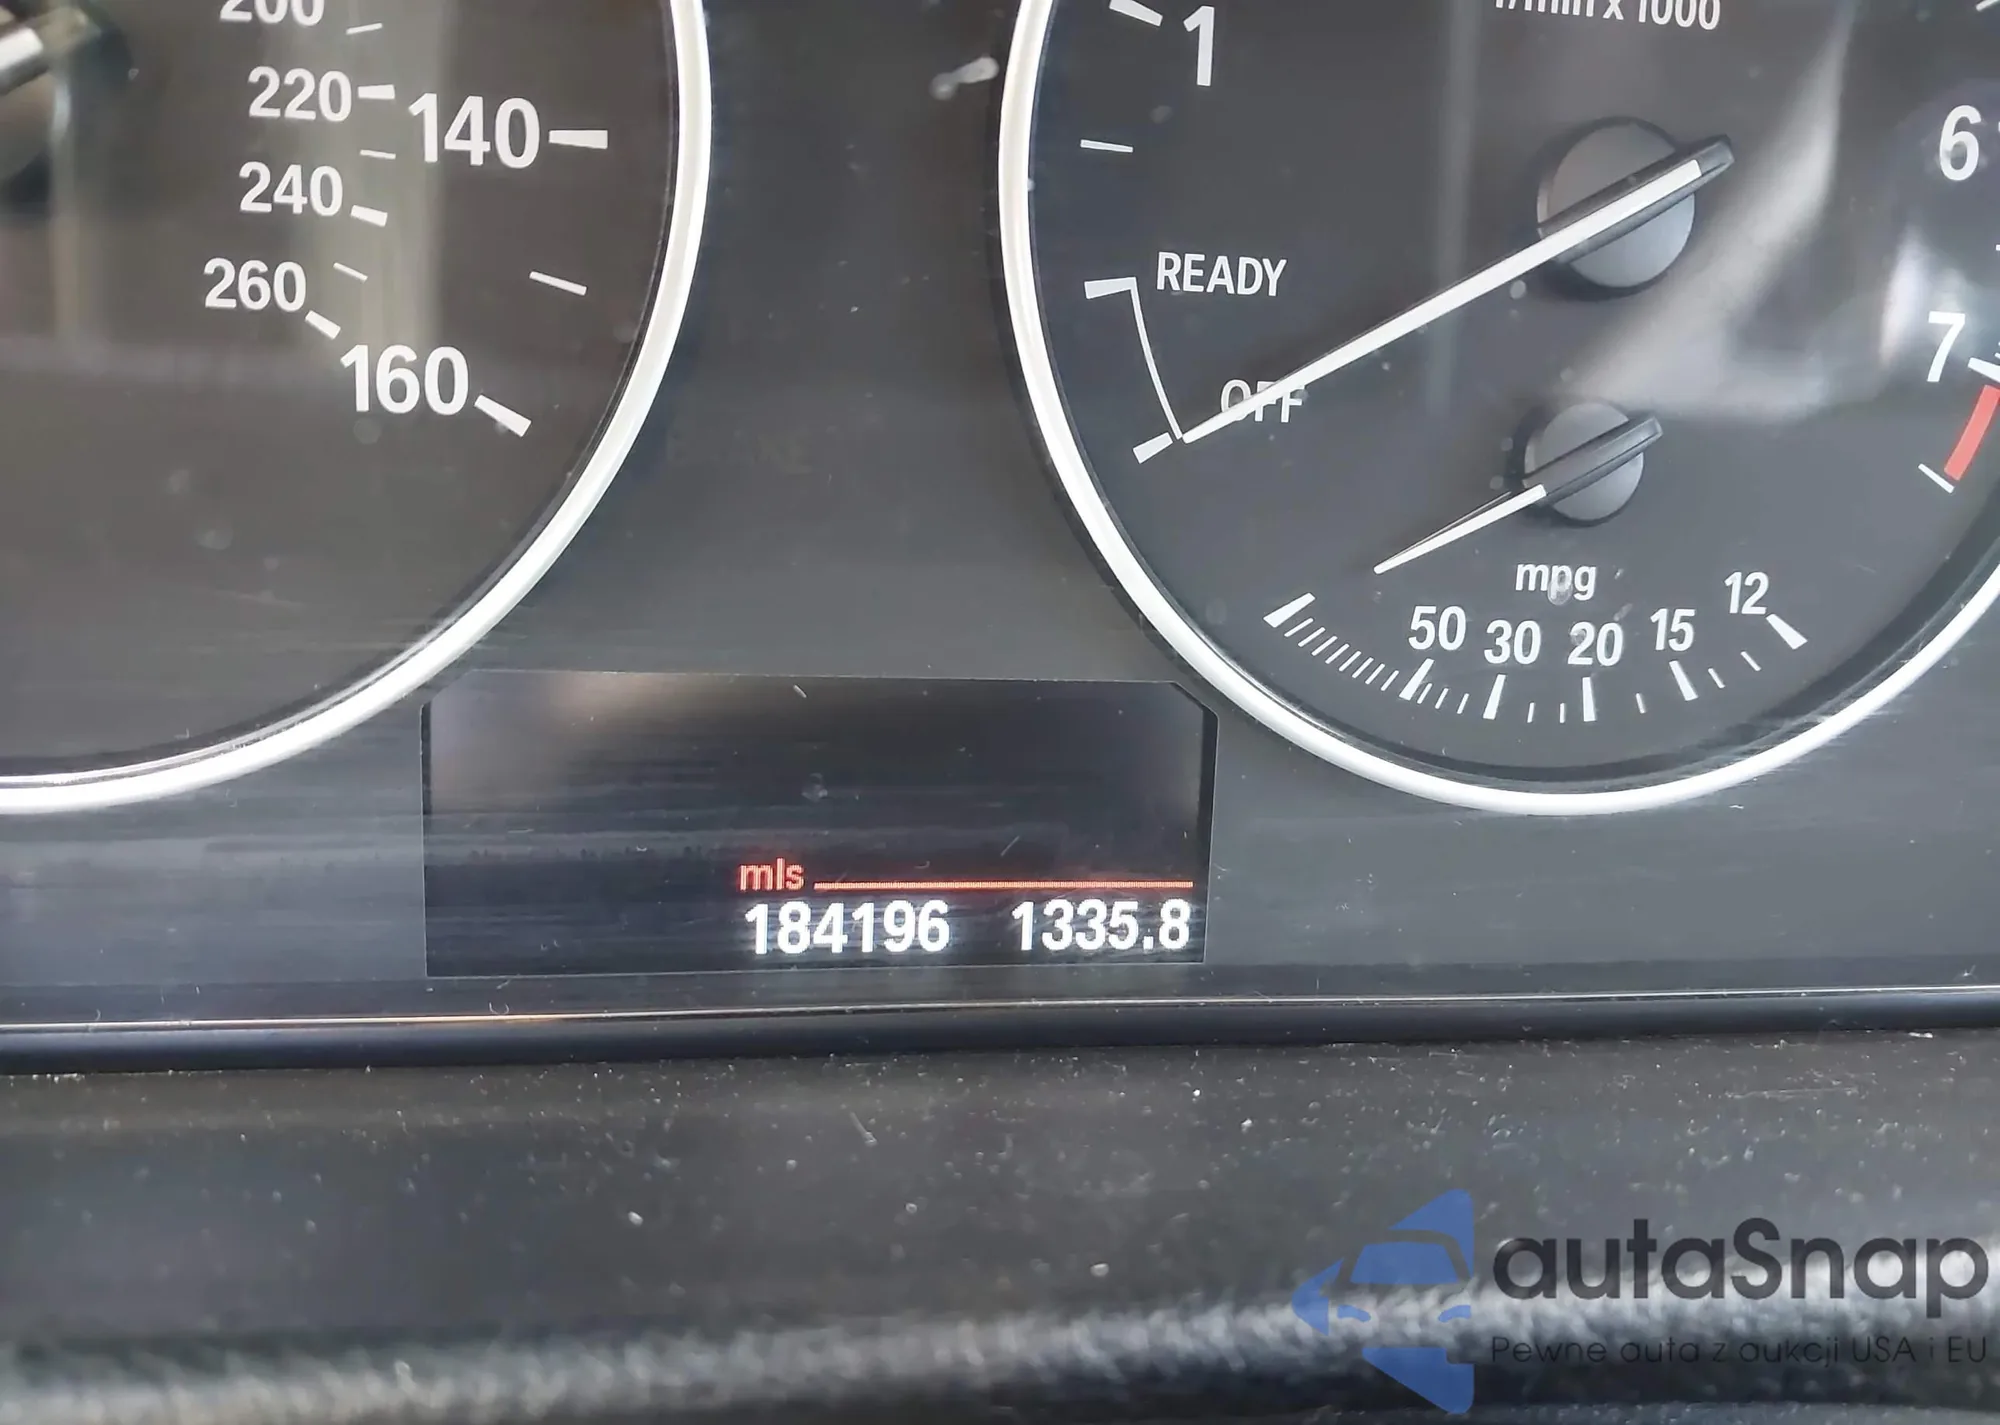 200
220
240
260
140
160
1/min x 1000
1
6
7
READY
OFF
mpg
50 30 20 15 12
mls
184196 1335.8
autaSnap
Pewne auta z aukcji USA i EU